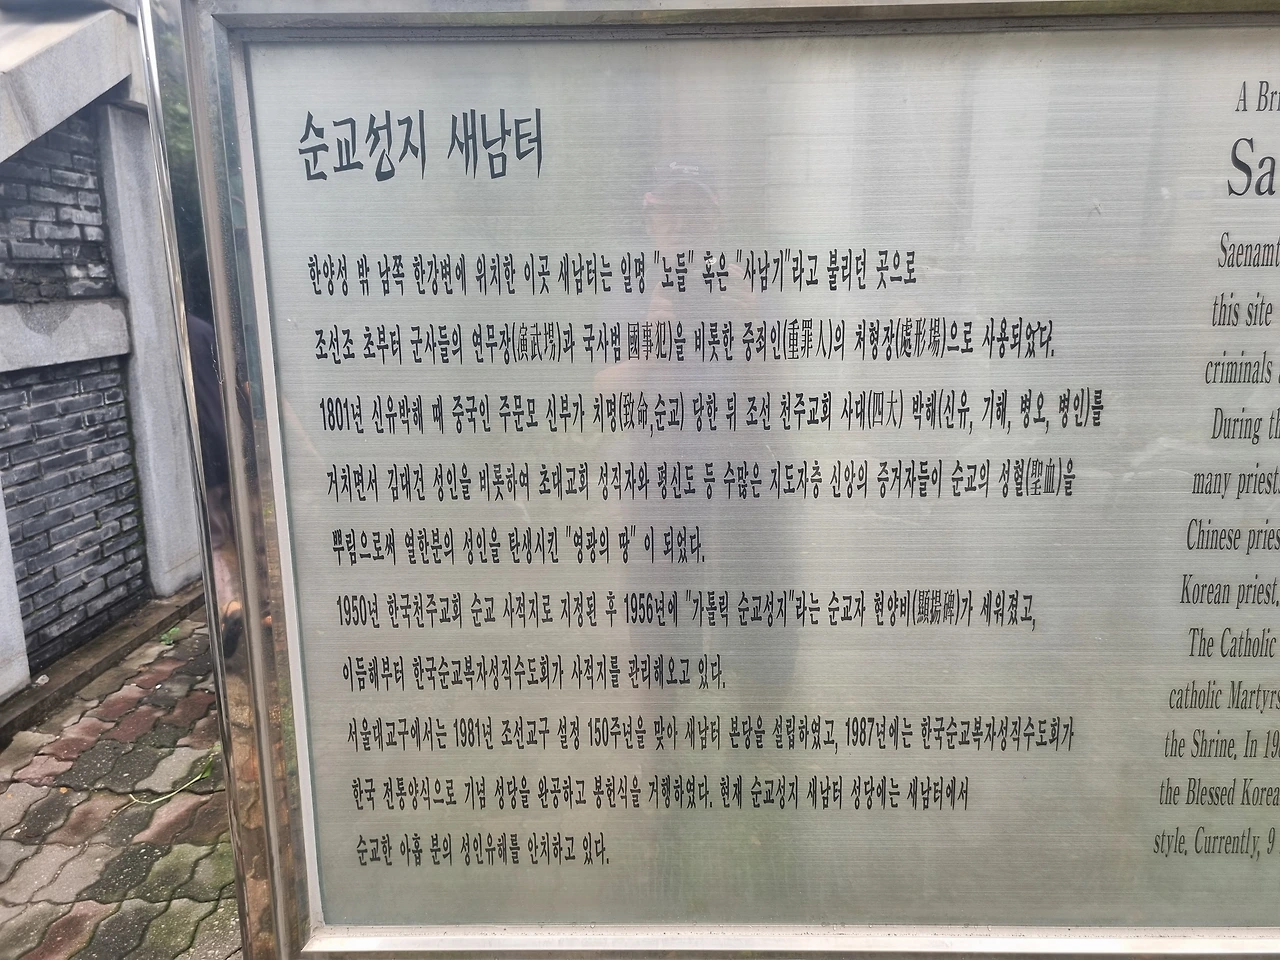 순교성지 새남터
한양성 밖 남쪽 한강변에 위치한 이곳 새남터는 일명 "노들" 혹은 "사남기"라고 불리던 곳으로
조선조 초부터 군사들의 연무장(演武場)과 국사범 國事犯)을 비롯한 중죄인(重罪人)의 처형장(處形場)으로 사용되었다.
1801년 신유박해 때 중국인 주문모 신부가 치명(致命,순교) 당한 뒤 조선 천주교회 사대(四大) 박해(신유, 기해, 병오, 병인)를
거치면서 김대건 성인을 비롯하여 초대교회 성직자와 평신도 등 수많은 지도자층 신앙의 증거자들이 순교의 성혈(聖血)을
뿌림으로써 열한분의 성인을 탄생시킨 "영광의 땅" 이 되었다.
1950년 한국천주교회 순교 사적지로 지정된 후 1956년에 "가톨릭 순교성지"라는 순교자 현양비(顯揚碑)가 세워졌고,
이듬해부터 한국순교복자성직수도회가 사적지를 관리해오고 있다.
서울대교구에서는 1981년 조선교구 설정 150주년을 맞아 새남터 본당을 설립하였고, 1987년에는 한국순교복자성직수도회가
한국 전통양식으로 기념 성당을 완공하고 봉헌식을 거행하였다. 현재 순교성지 새남터 성당에는 새남터에서
순교한 아홉 분의 성인유해를 안치하고 있다.
A Bri
Sa
Saenamt
this site
criminals
During th
many priest
Chinese pries
Korean priest,
The Catholic
catholic Martyrs
the Shrine. In 19
the Blessed Korea
style. Currently, 9